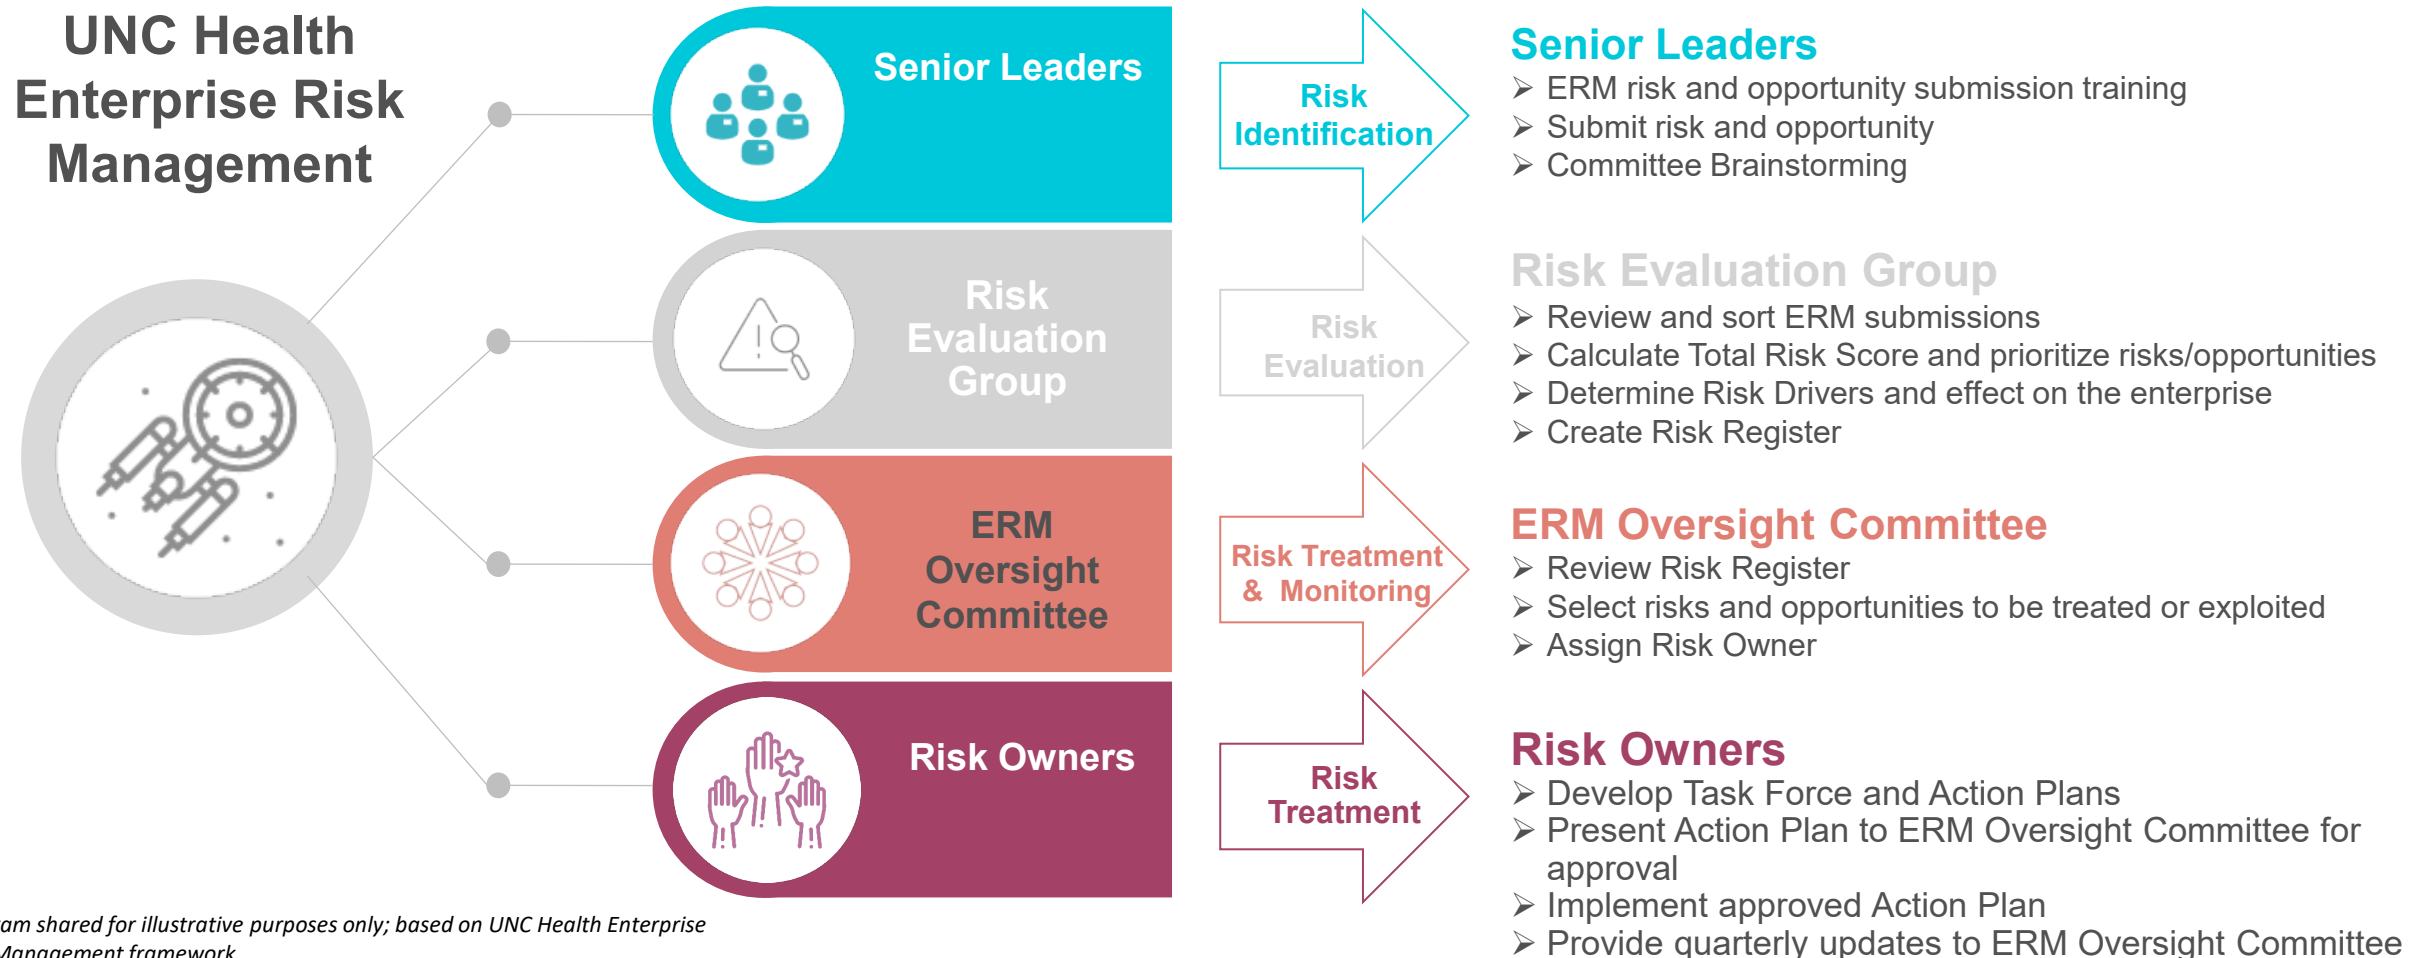 UNC Health
Enterprise Risk
Management
Senior Leaders
Risk
Identification
Senior Leaders
➢ ERM risk and opportunity submission training
➢ Submit risk and opportunity
➢ Committee Brainstorming
Risk
Evaluation
Group
Risk
Evaluation
Risk Evaluation Group
➢ Review and sort ERM submissions
➢ Calculate Total Risk Score and prioritize risks/opportunities
➢ Determine Risk Drivers and effect on the enterprise
➢ Create Risk Register
ERM
Oversight
Committee
Risk Treatment
& Monitoring
ERM Oversight Committee
➢ Review Risk Register
➢ Select risks and opportunities to be treated or exploited
➢ Assign Risk Owner
Risk Owners
Risk
Treatment
Risk Owners
➢ Develop Task Force and Action Plans
➢ Present Action Plan to ERM Oversight Committee for
approval
➢ Implement approved Action Plan
➢ Provide quarterly updates to ERM Oversight Committee
am shared for illustrative purposes only; based on UNC Health Enterprise
Management framework